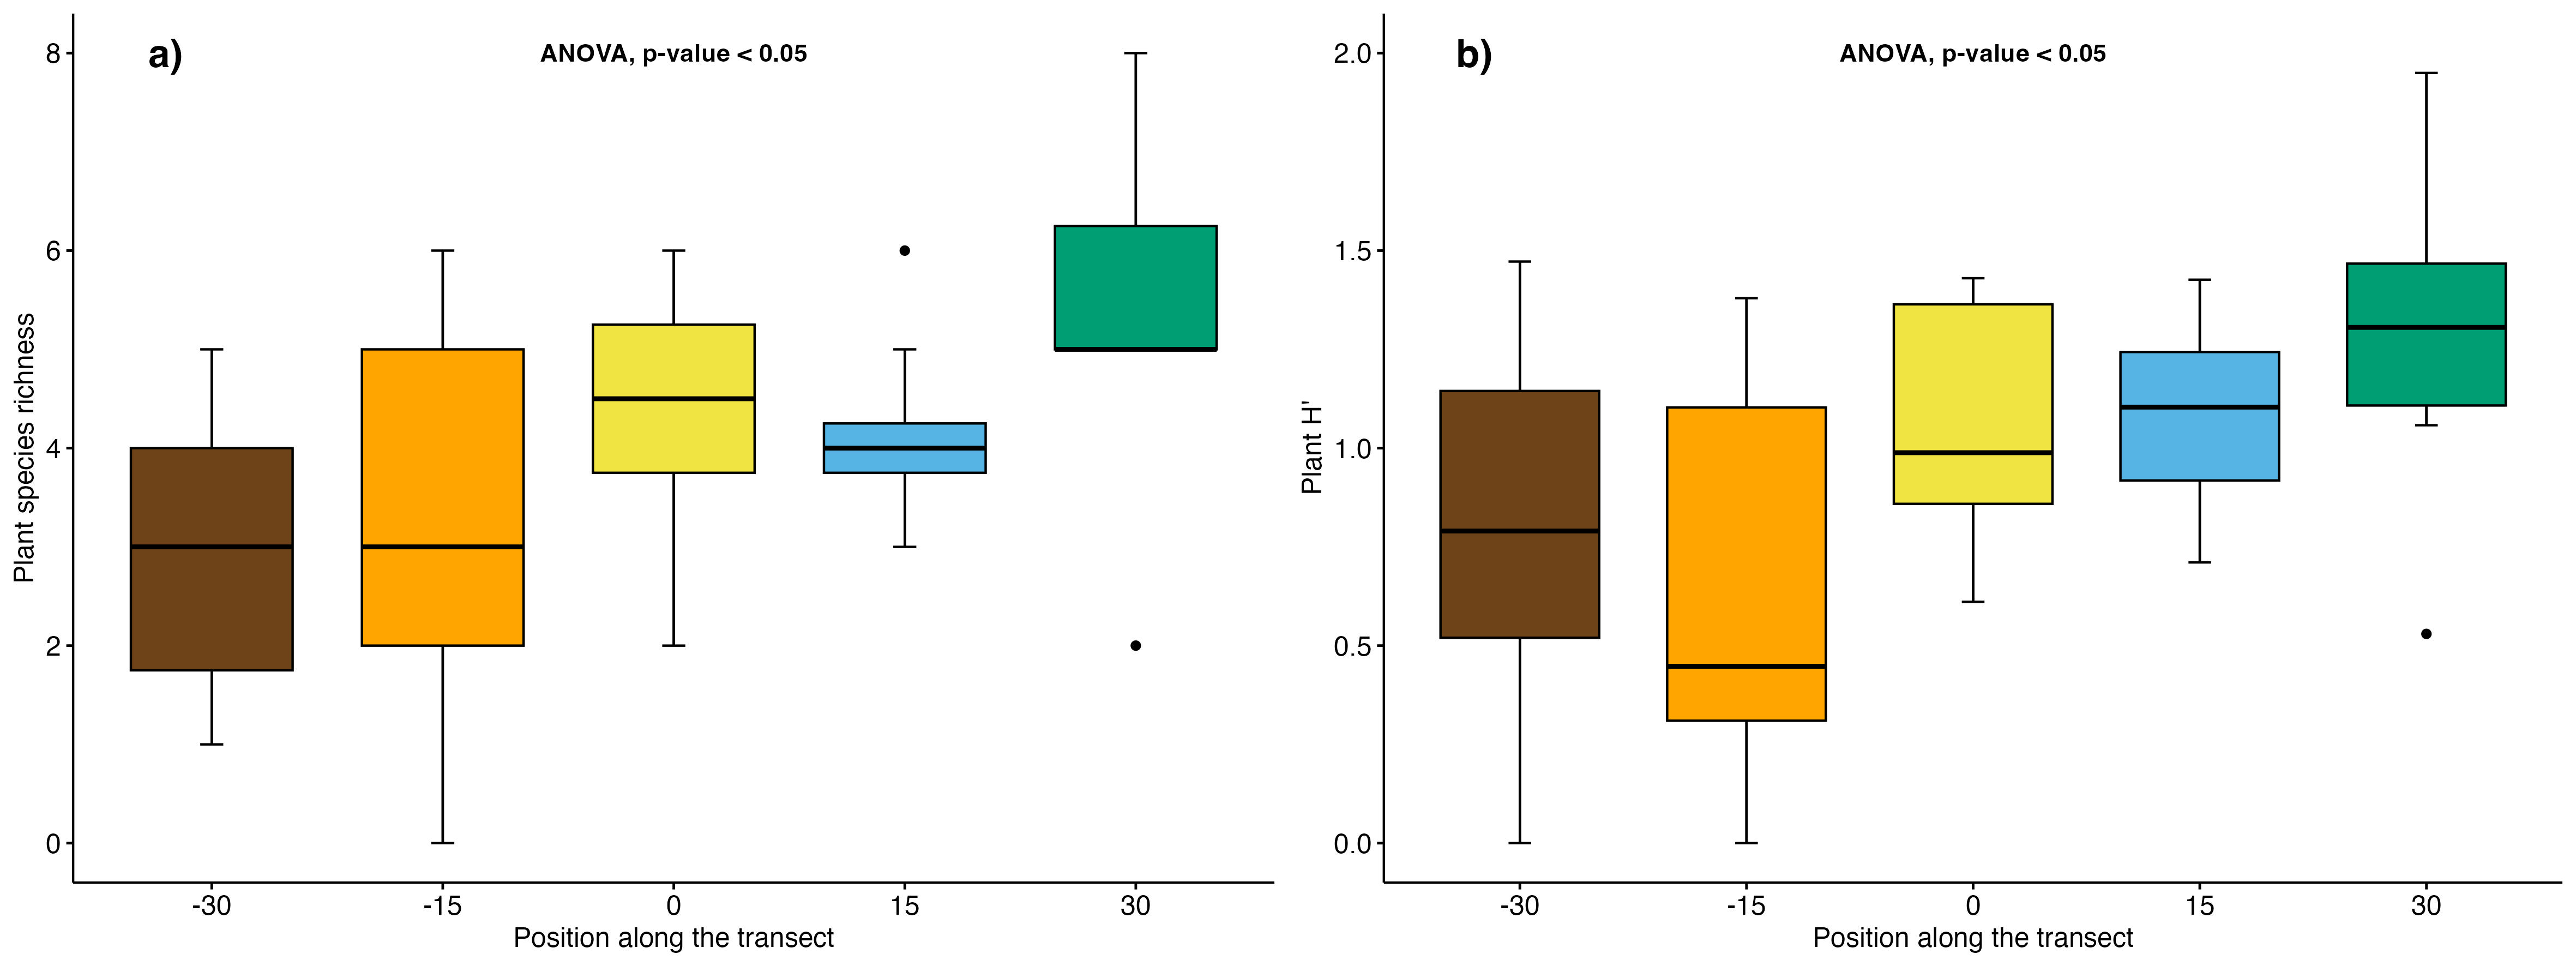 a)
ANOVA, p-value < 0.05
Plant species richness
8
6
4
2
0
-30
-15
0
15
30
Position along the transect
b)
ANOVA, p-value < 0.05
Plant H'
2.0
1.5
1.0
0.5
0.0
-30
-15
0
15
30
Position along the transect